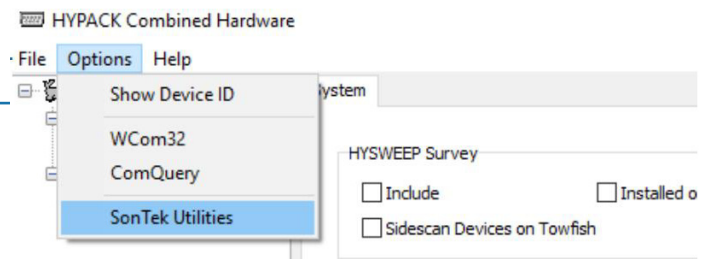 HYPACK Combined Hardware
File Options Help
Show Device ID
System
WCom32
HYSWEEP Survey
ComQuery
Include
Installed o
SonTek Utilities
Sidescan Devices on Towfish